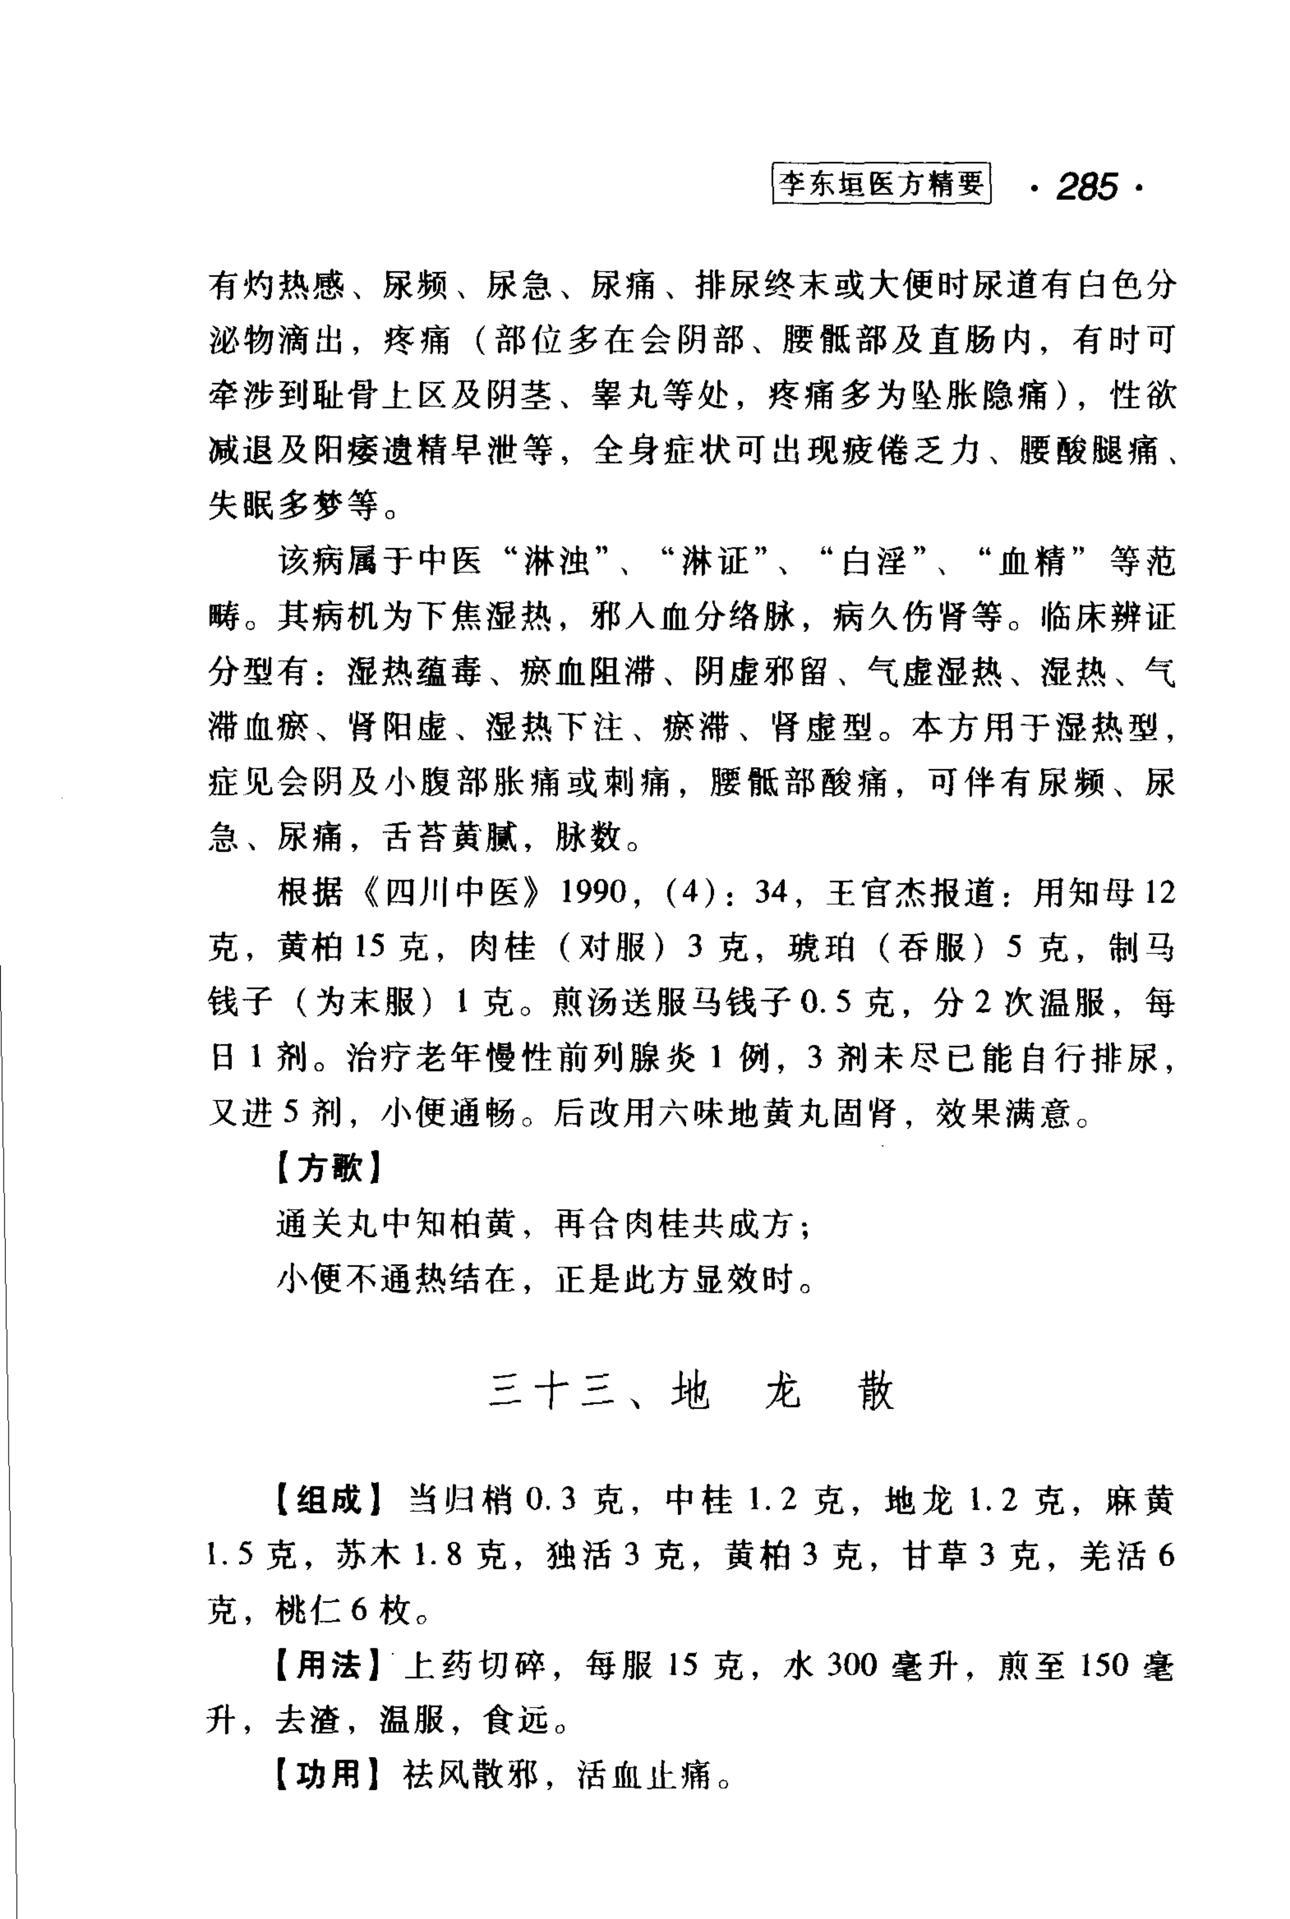 李东垣医方精要 · 285 ·
有灼热感、尿频、尿急、尿痛、排尿终末或大便时尿道有白色分
泌物滴出，疼痛（部位多在会阴部、腰骶部及直肠内，有时可
牵涉到耻骨上区及阴茎、睾丸等处，疼痛多为坠胀隐痛），性欲
减退及阳痿遗精早泄等，全身症状可出现疲倦乏力、腰酸腿痛、
失眠多梦等。
该病属于中医“淋浊”、“淋证”、“白淫”、“血精”等范
畴。其病机为下焦湿热，邪入血分络脉，病久伤肾等。临床辨证
分型有：湿热蕴毒、瘀血阻滞、阴虚邪留、气虚湿热、湿热、气
滞血瘀、肾阳虚、湿热下注、瘀滞、肾虚型。本方用于湿热型，
症见会阴及小腹部胀痛或刺痛，腰骶部酸痛，可伴有尿频、尿
急、尿痛，舌苔黄腻，脉数。
根据《四川中医》1990，(4)：34，王官杰报道：用知母12
克，黄柏15克，肉桂（对服）3克，琥珀（吞服）5克，制马
钱子（为末服）1克。煎汤送服马钱子0.5克，分2次温服，每
日1剂。治疗老年慢性前列腺炎1例，3剂未尽已能自行排尿，
又进5剂，小便通畅。后改用六味地黄丸固肾，效果满意。
【方歌】
通关丸中知柏黄，再合肉桂共成方；
小便不通热结在，正是此方显效时。
三十三、地龙散
【组成】当归梢0.3克，中桂1.2克，地龙1.2克，麻黄
1.5克，苏木1.8克，独活3克，黄柏3克，甘草3克，羌活6
克，桃仁6枚。
【用法】上药切碎，每服15克，水300毫升，煎至150毫
升，去渣，温服，食远。
【功用】祛风散邪，活血止痛。